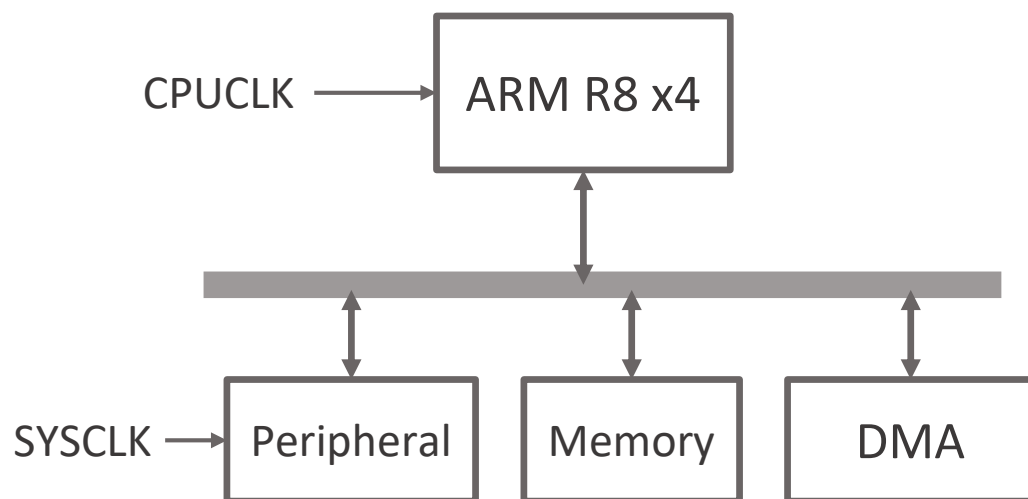 CPUCLK
ARM R8 x4
SYSCLK
Peripheral
Memory
DMA